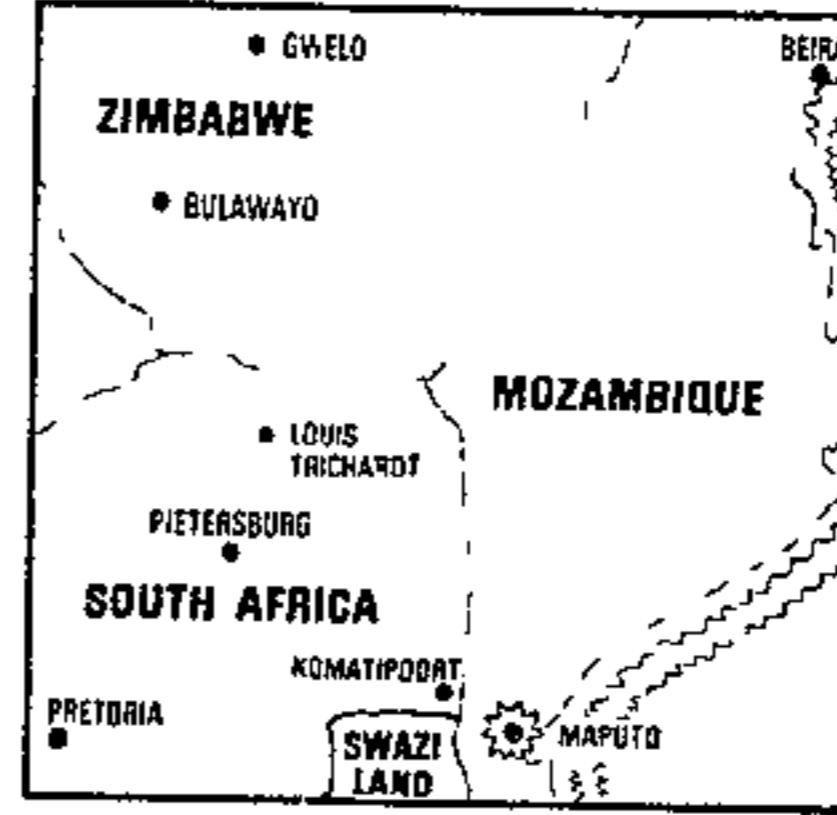 GWELO
BEIRA
ZIMBABWE
BULAWAYO
MOZAMBIQUE
LOUIS
TRICHARDT
PIETERSBURG
SOUTH AFRICA
KOMATIPOORT
PRETORIA
MAPUTO
SWAZI
LAND